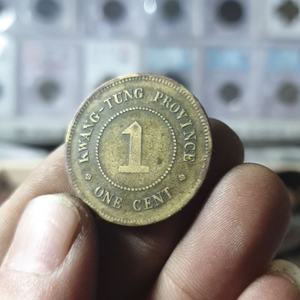 KWANG-TUNG PROVINCE
1
ONE CENT